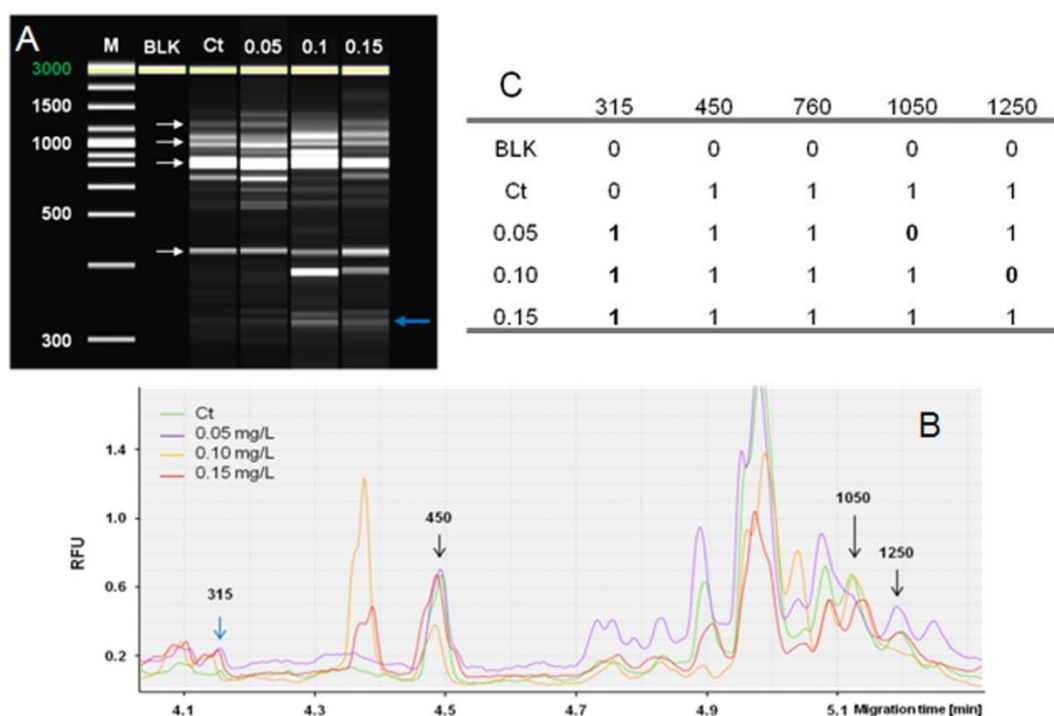 A
M BLK Ct 0.05 0.1 0.15
3000
1500
1000
500
300
C
315 450 760 1050 1250
BLK 0 0 0 0 0
Ct 0 1 1 1 1
0.05 1 1 1 0 1
0.10 1 1 1 1 0
0.15 1 1 1 1 1
B
Ct
0.05 mg/L
0.10 mg/L
0.15 mg/L
RFU
1.4
1.0
0.6
0.2
315
450
1050
1250
4.1 4.3 4.5 4.7 4.9 5.1 Migration time [min]